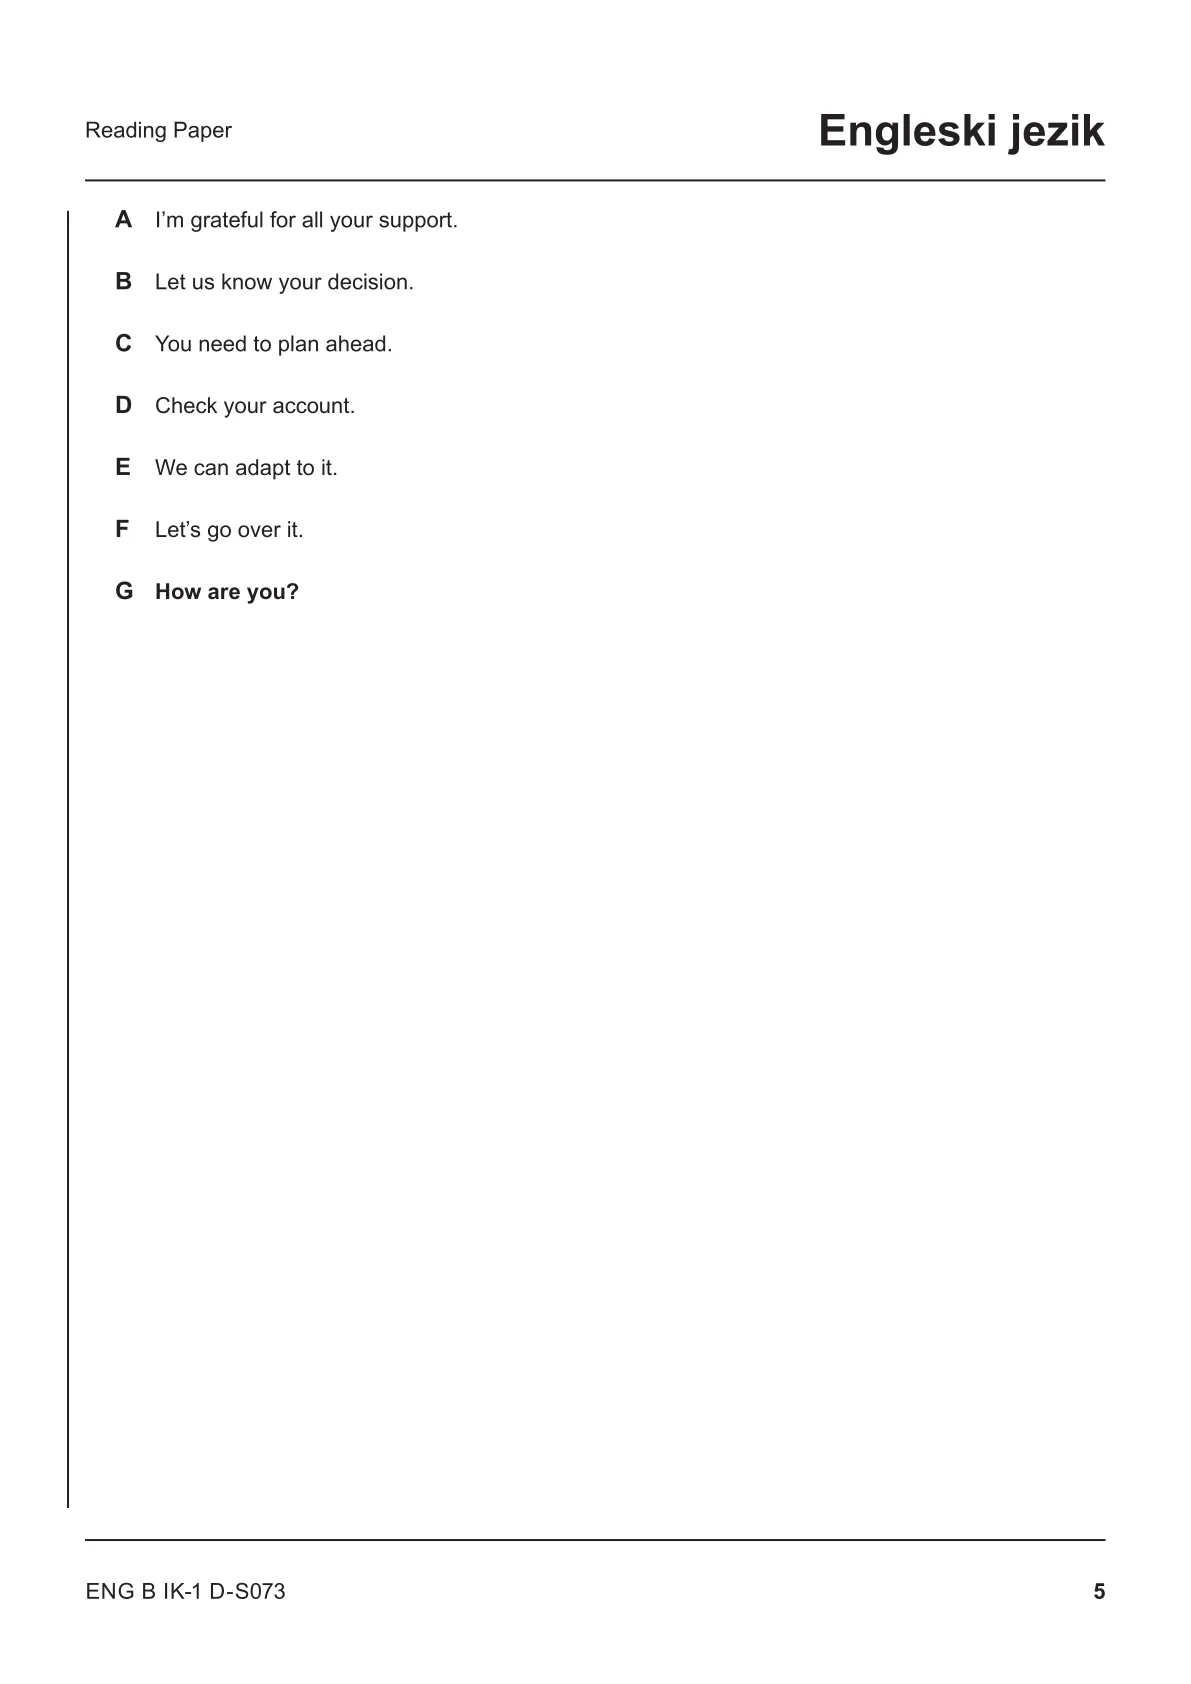 Reading Paper
Engleski jezik
A I’m grateful for all your support.
B Let us know your decision.
C You need to plan ahead.
D Check your account.
E We can adapt to it.
F Let’s go over it.
G How are you?
ENG B IK-1 D-S073
5